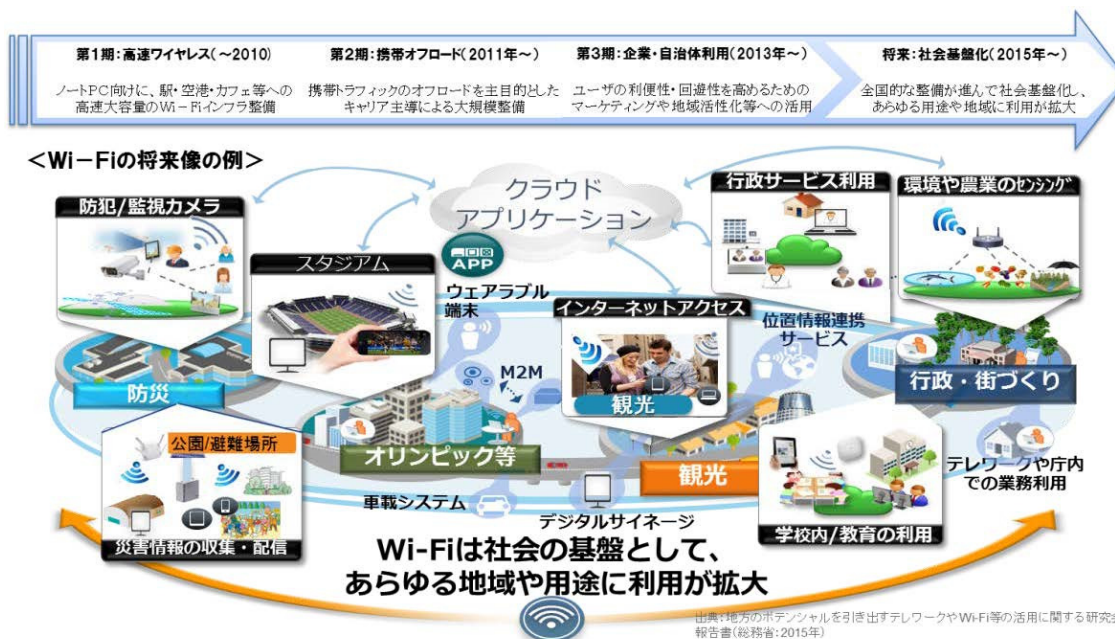 第1期:高速ワイヤレス(~2010)
ノートPC向けに、駅・空港・カフェ等への
高速大容量のWi-Fiインフラ整備
第2期:携帯オフロード(2011年~)
携帯トラフィックのオフロードを主目的とした
キャリア主導による大規模整備
第3期:企業・自治体利用(2013年~)
ユーザの利便性・回遊性を高めるための
マーケティングや地域活性化等への活用
将来:社会基盤化(2015年~)
全国的な整備が進んで社会基盤化し、
あらゆる用途や地域に利用が拡大
<Wi-Fiの将来像の例>
クラウド
アプリケーション
行政サービス利用
環境や農業のセンシング
防犯/監視カメラ
スタジアム
APP
ウェアラブル
端末
インターネットアクセス
位置情報連携
サービス
M2M
観光
防災
行政・街づくり
公園/避難場所
オリンピック等
観光
テレワークや庁内
での業務利用
車載システム
デジタルサイネージ
学校内/教育の利用
災害情報の収集・配信
Wi-Fiは社会の基盤として、
あらゆる地域や用途に利用が拡大
出典:地方のポテンシャルを引き出すテレワークやWi-Fi等の活用に関する研究会
報告書(総務省:2015年)